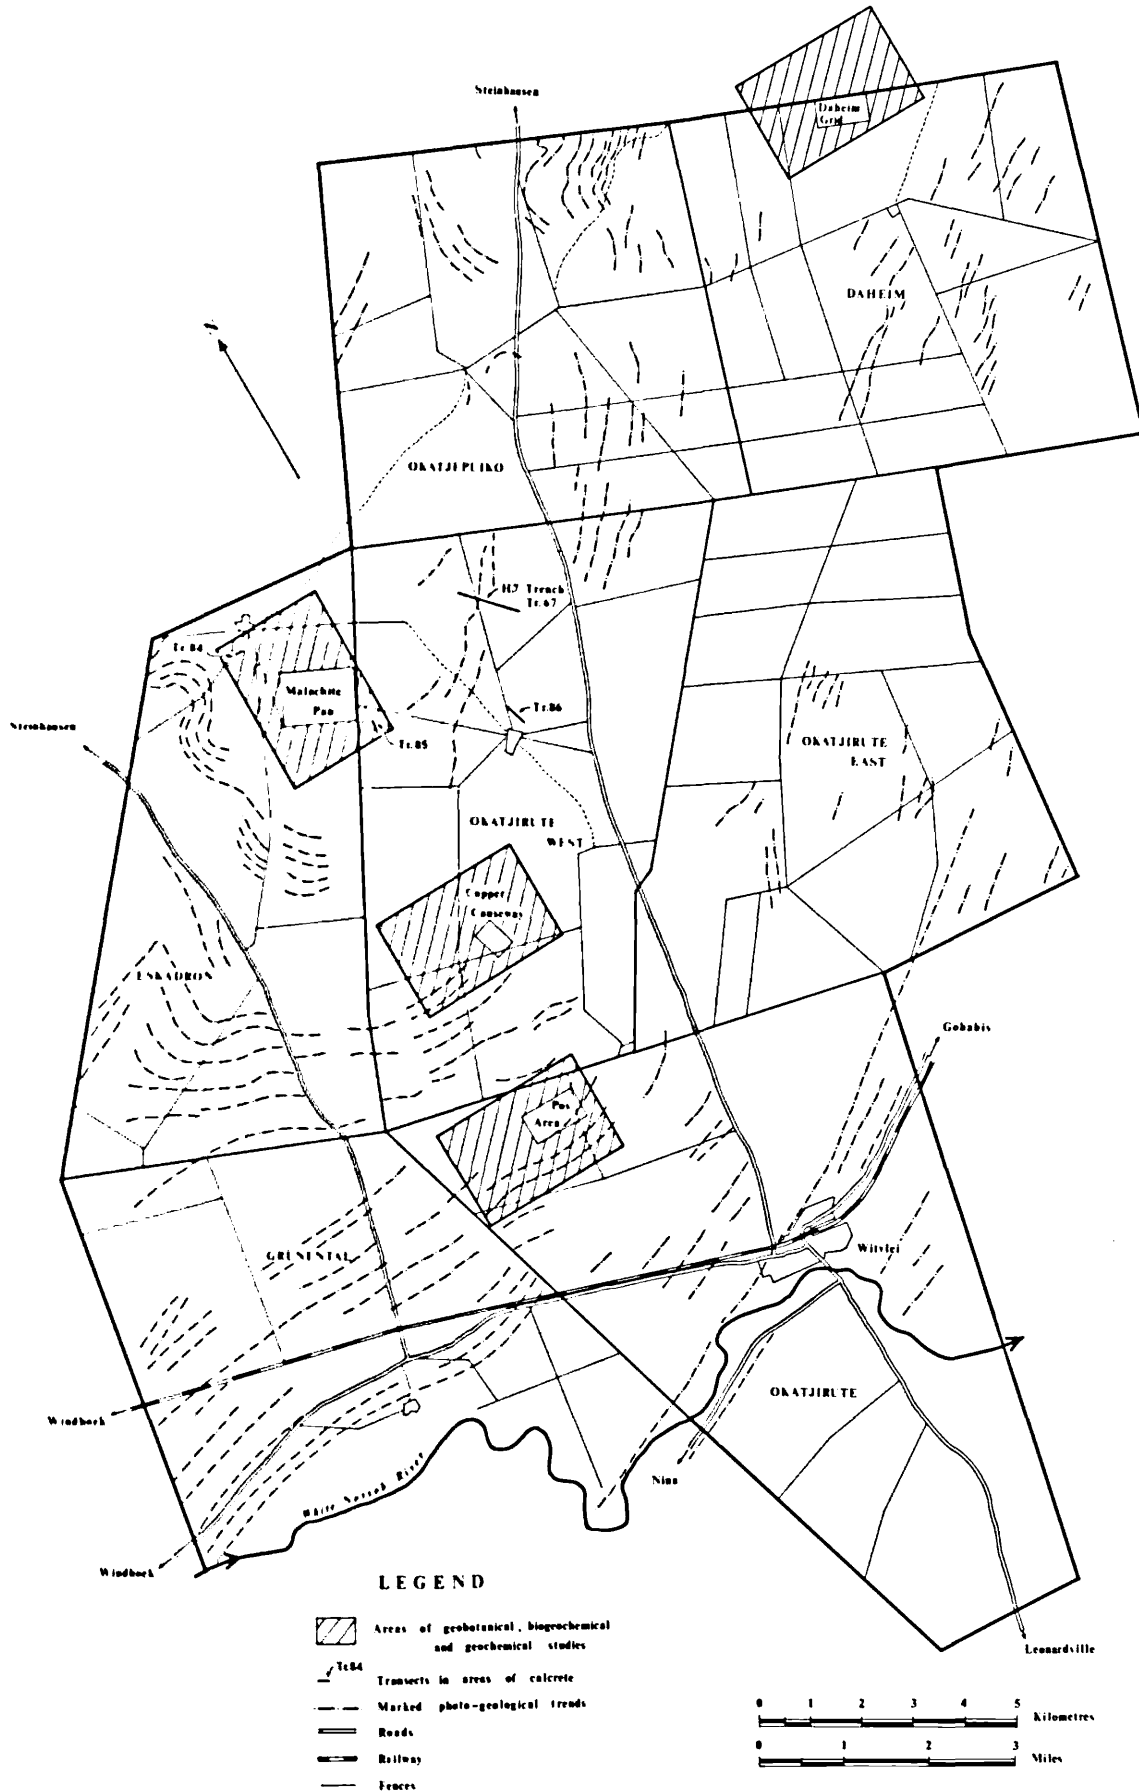 Steinhausen
Daheim
Grid
DAHEIM
N
OKATJEPUIKO
H7 Trench
Tr.67
Tr.84
Malachite
Pan
Tr.86
Steinhausen
Tr.85
OKATJIRUTE
EAST
OKATJIRUTE
WEST
Copper
Causeway
ESKADRON
Gobabis
Pos
Area
Witvlei
GRÜNENTAL
OKATJIRUTE
Windhoek
Nina
White Nossob River
Windhoek
Leonardville
LEGEND
Areas of geobotanical, biogeochemical
and geochemical studies
Tr.84
Transects in areas of calcrete
Marked photo-geological trends
Roads
Railway
Fences
0 1 2 3 4 5
Kilometres
0 1 2 3
Miles